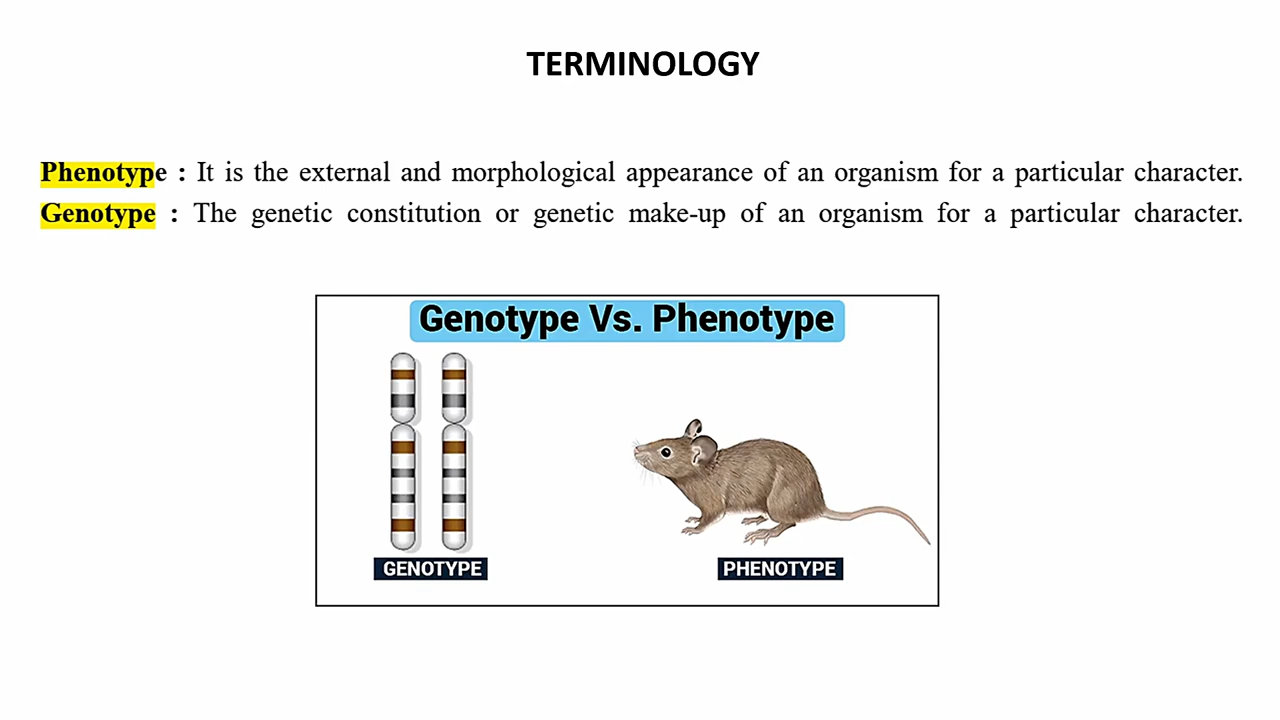 TERMINOLOGY
Phenotype : It is the external and morphological appearance of an organism for a particular character.
Genotype : The genetic constitution or genetic make-up of an organism for a particular character.
Genotype Vs. Phenotype
GENOTYPE
PHENOTYPE